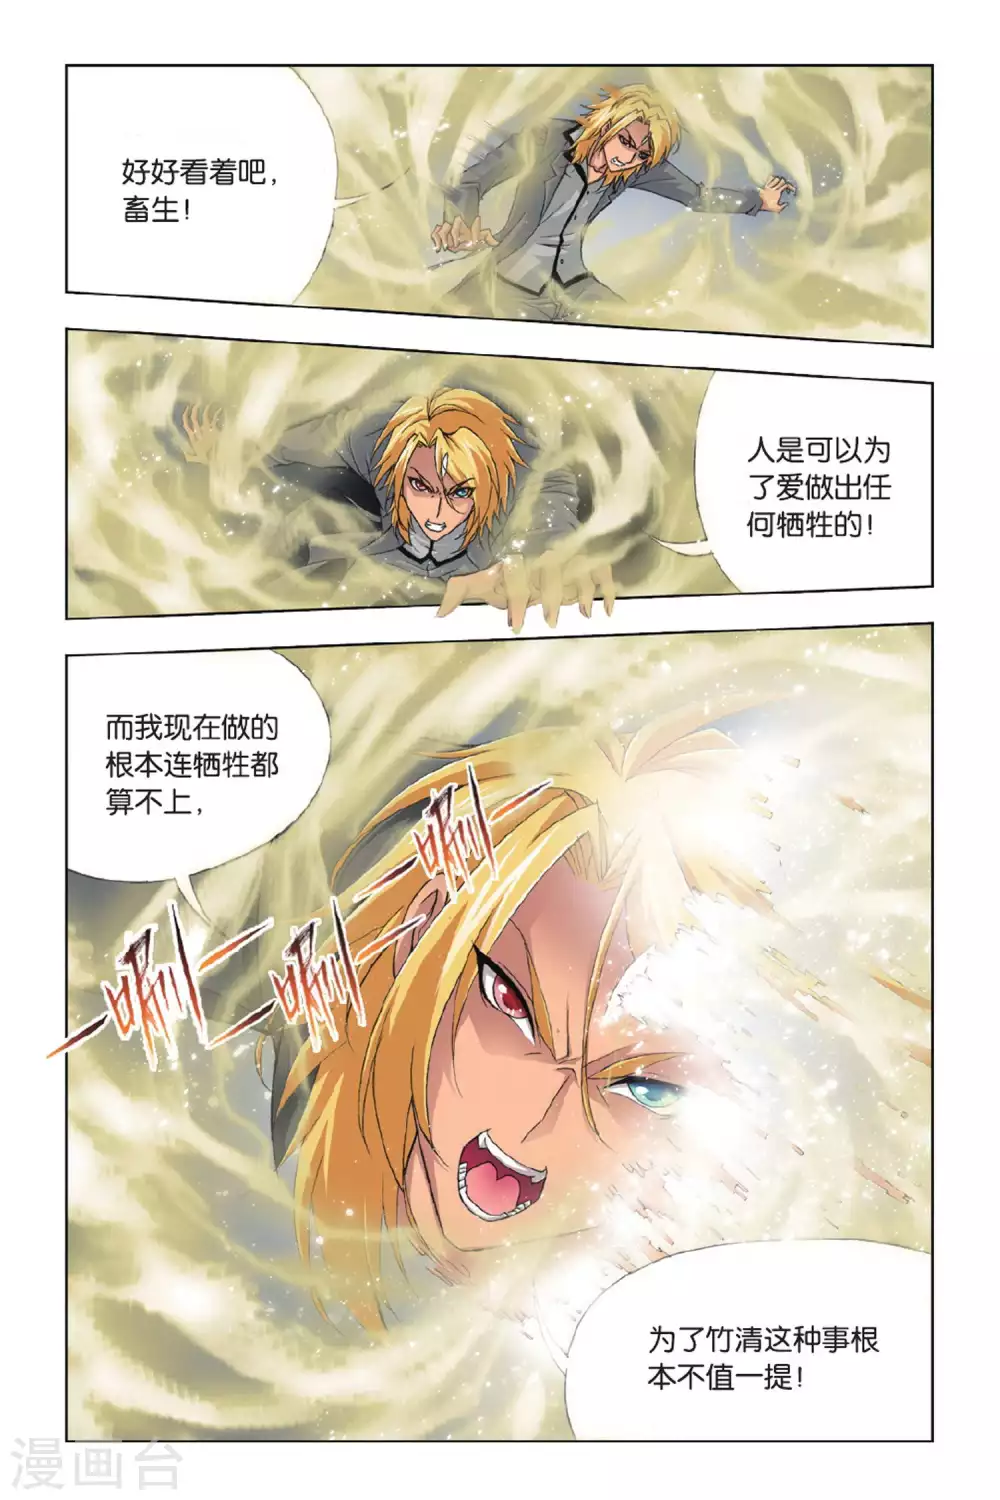 好好看着吧，
畜生！
人是可以为
了爱做出任
何牺牲的！
而我现在做的
根本连牺牲都
算不上，
唰
唰
唰
为了竹清这种事根
本不值一提！
漫画台